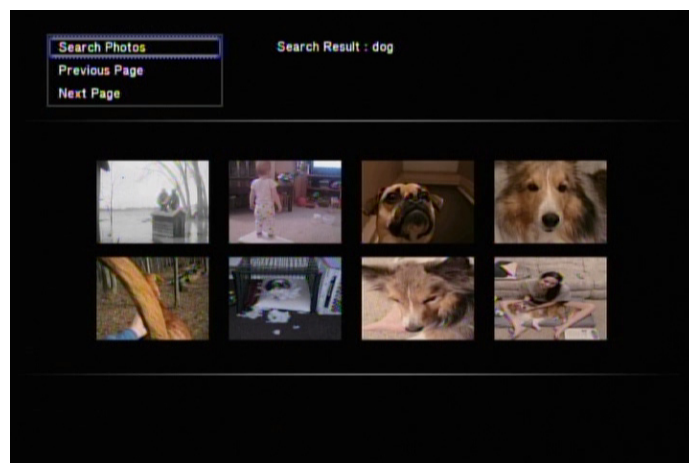 Search Photos
Search Result : dog
Previous Page
Next Page